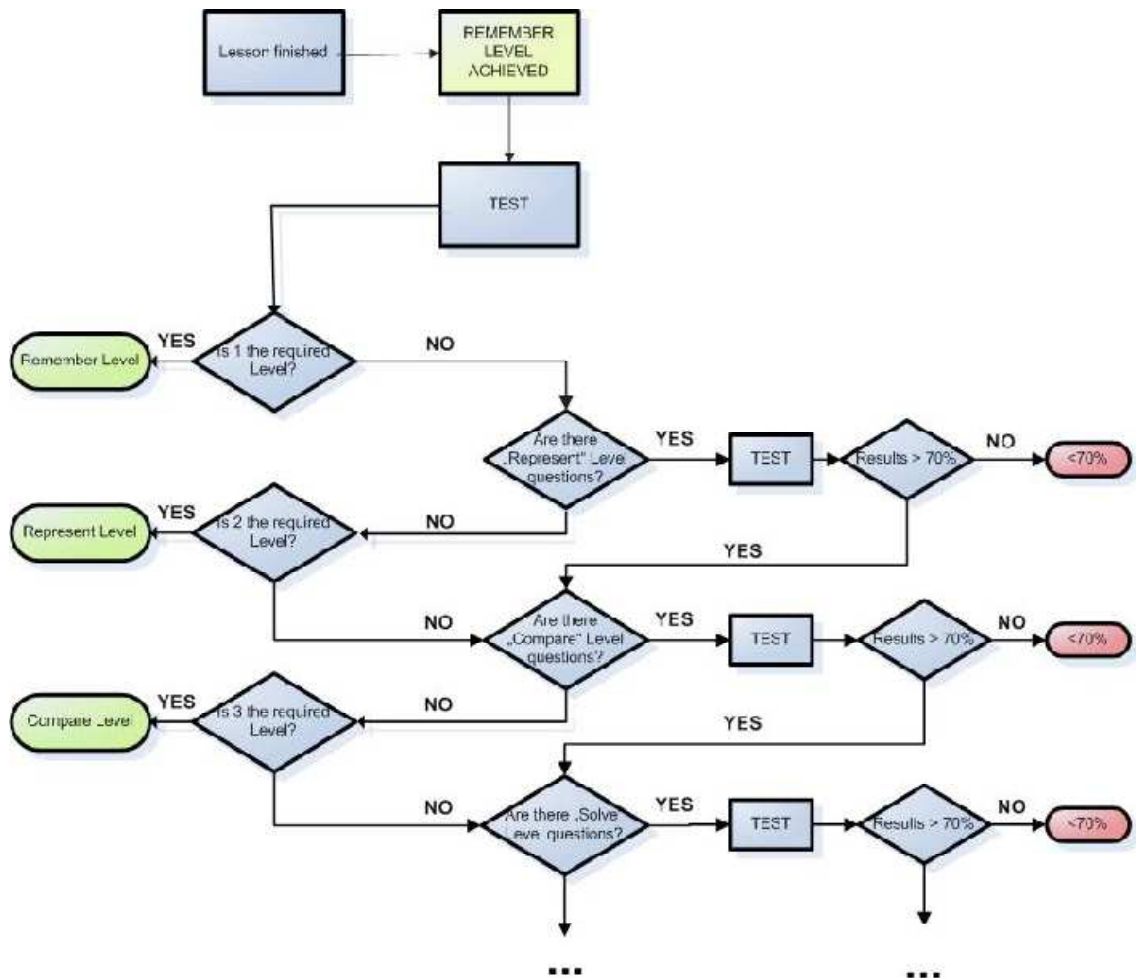 Lesson finished
REMEMBER
LEVEL
ACHIEVED
TEST
Remember Level
YES
Is 1 the required
Level?
NO
Are there
„Represent" Level
questions?
YES
TEST
Results > 70%
NO
<70%
Represent Level
YES
Is 2 the required
Level?
NO
YES
NO
Are there
„Compare" Level
questions?
YES
TEST
Results > 70%
NO
<70%
Compare Level
YES
Is 3 the required
Level?
NO
YES
NO
Are there „Solve
Level questions?
YES
TEST
Results > 70%
NO
<70%
...
...